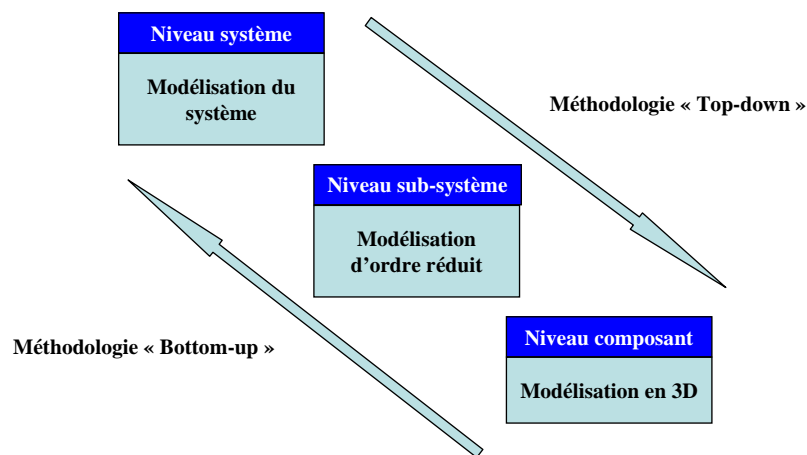 Niveau système
Modélisation du
système
Méthodologie « Top-down »
Niveau sub-système
Modélisation
d'ordre réduit
Méthodologie « Bottom-up »
Niveau composant
Modélisation en 3D